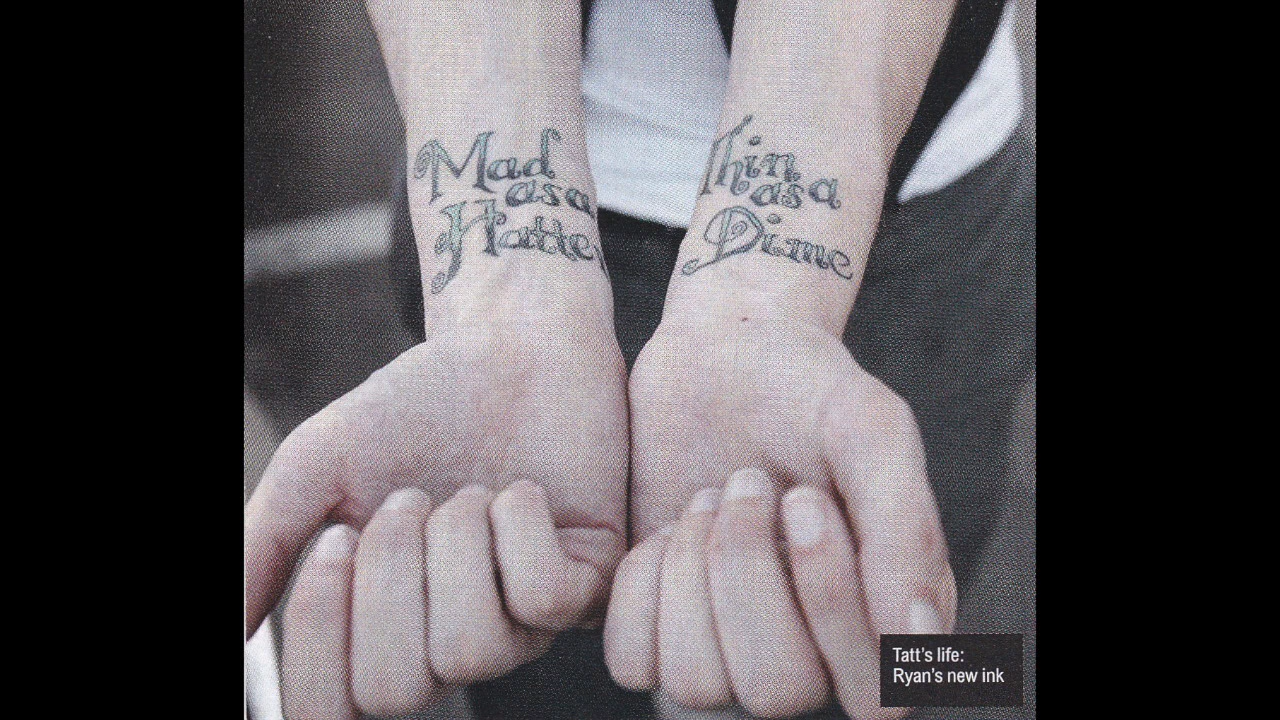 Mad
as a
Hatter
Thin
as a
Dime
Tatt's life:
Ryan's new ink